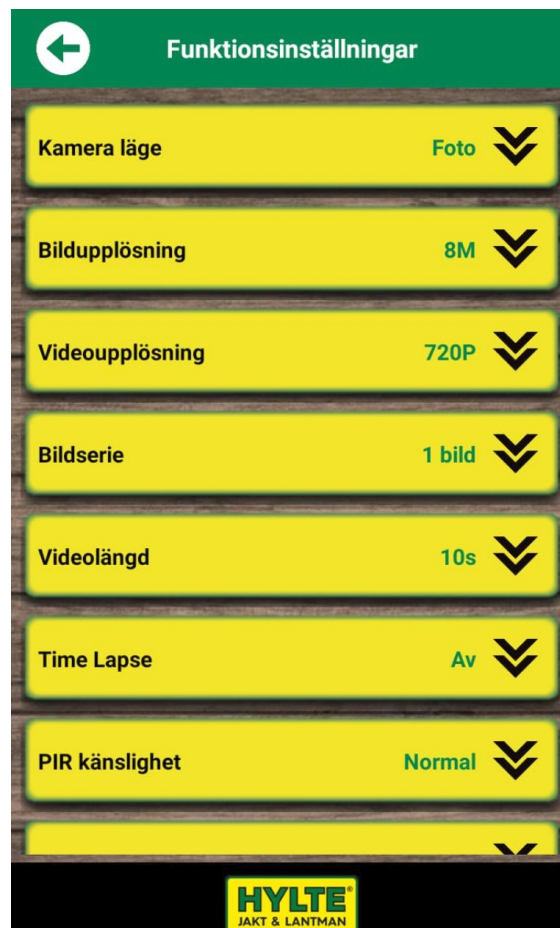 Funktionsinställningar
Kamera läge Foto
Bildupplösning 8M
Videoupplösning 720P
Bildserie 1 bild
Videolängd 10s
Time Lapse Av
PIR känslighet Normal
HYLTE®
JAKT & LANTMAN